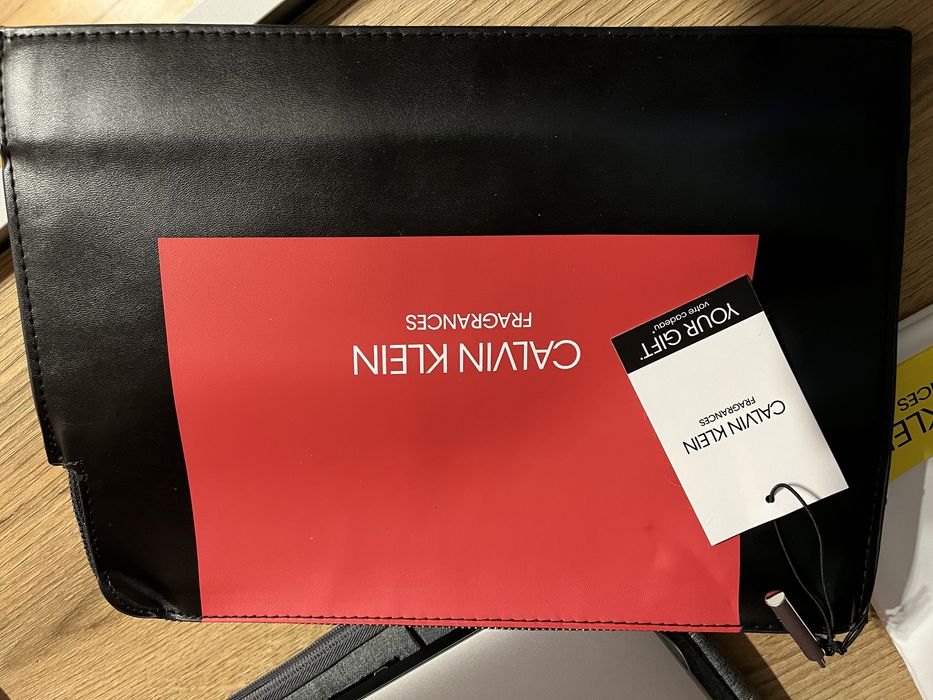 CALVIN KLEIN
FRAGRANCES
YOUR GIFT*
votre cadeau*
CALVIN KLEIN
FRAGRANCES